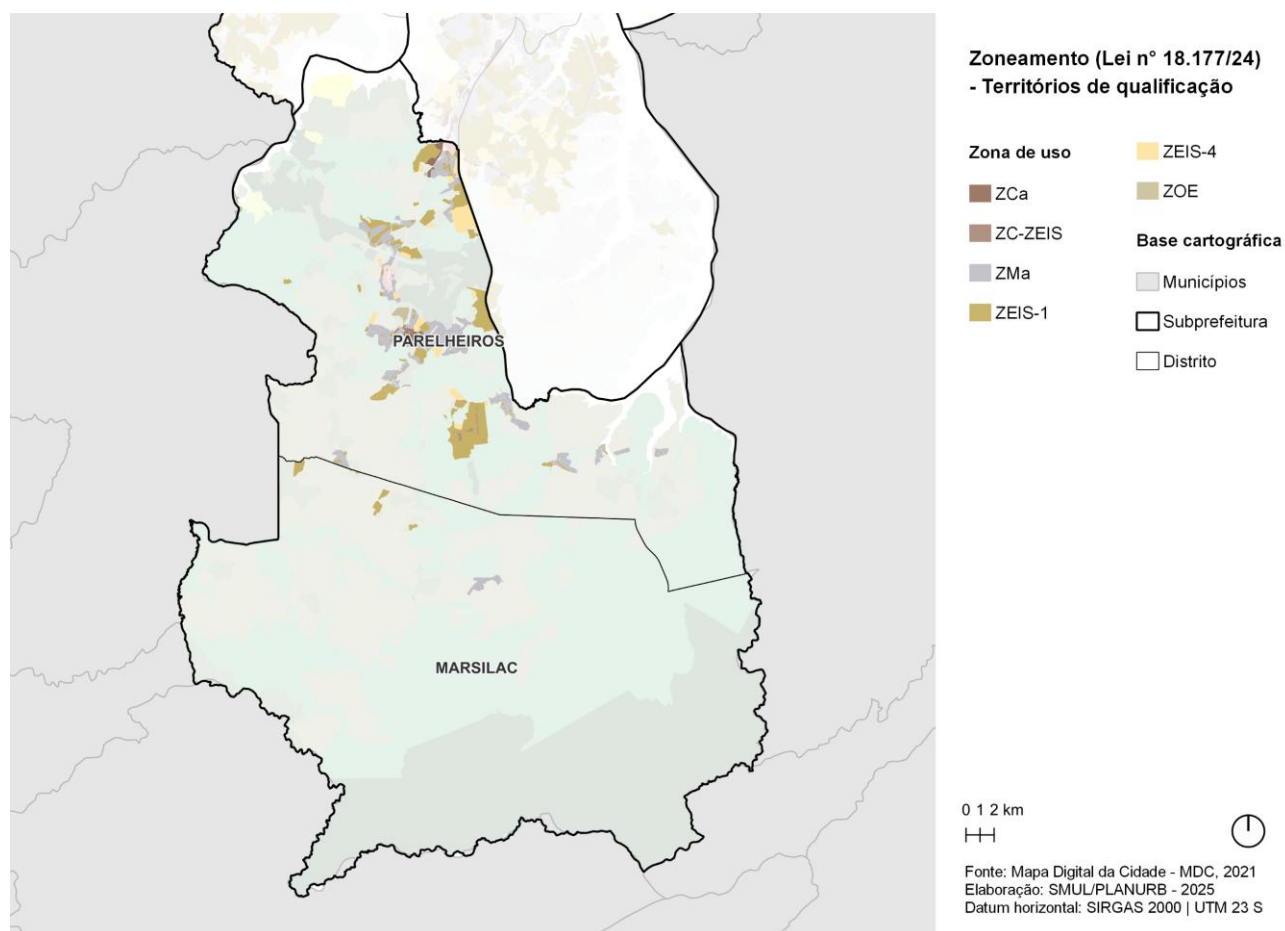 Zoneamento (Lei n° 18.177/24)
- Territórios de qualificação
Zona de uso
ZCa
ZC-ZEIS
ZMa
ZEIS-1
ZEIS-4
ZOE
Base cartográfica
Municípios
Subprefeitura
Distrito
PARELHEIROS
MARSILAC
0 1 2 km
Fonte: Mapa Digital da Cidade - MDC, 2021
Elaboração: SMUL/PLANURB - 2025
Datum horizontal: SIRGAS 2000 | UTM 23 S